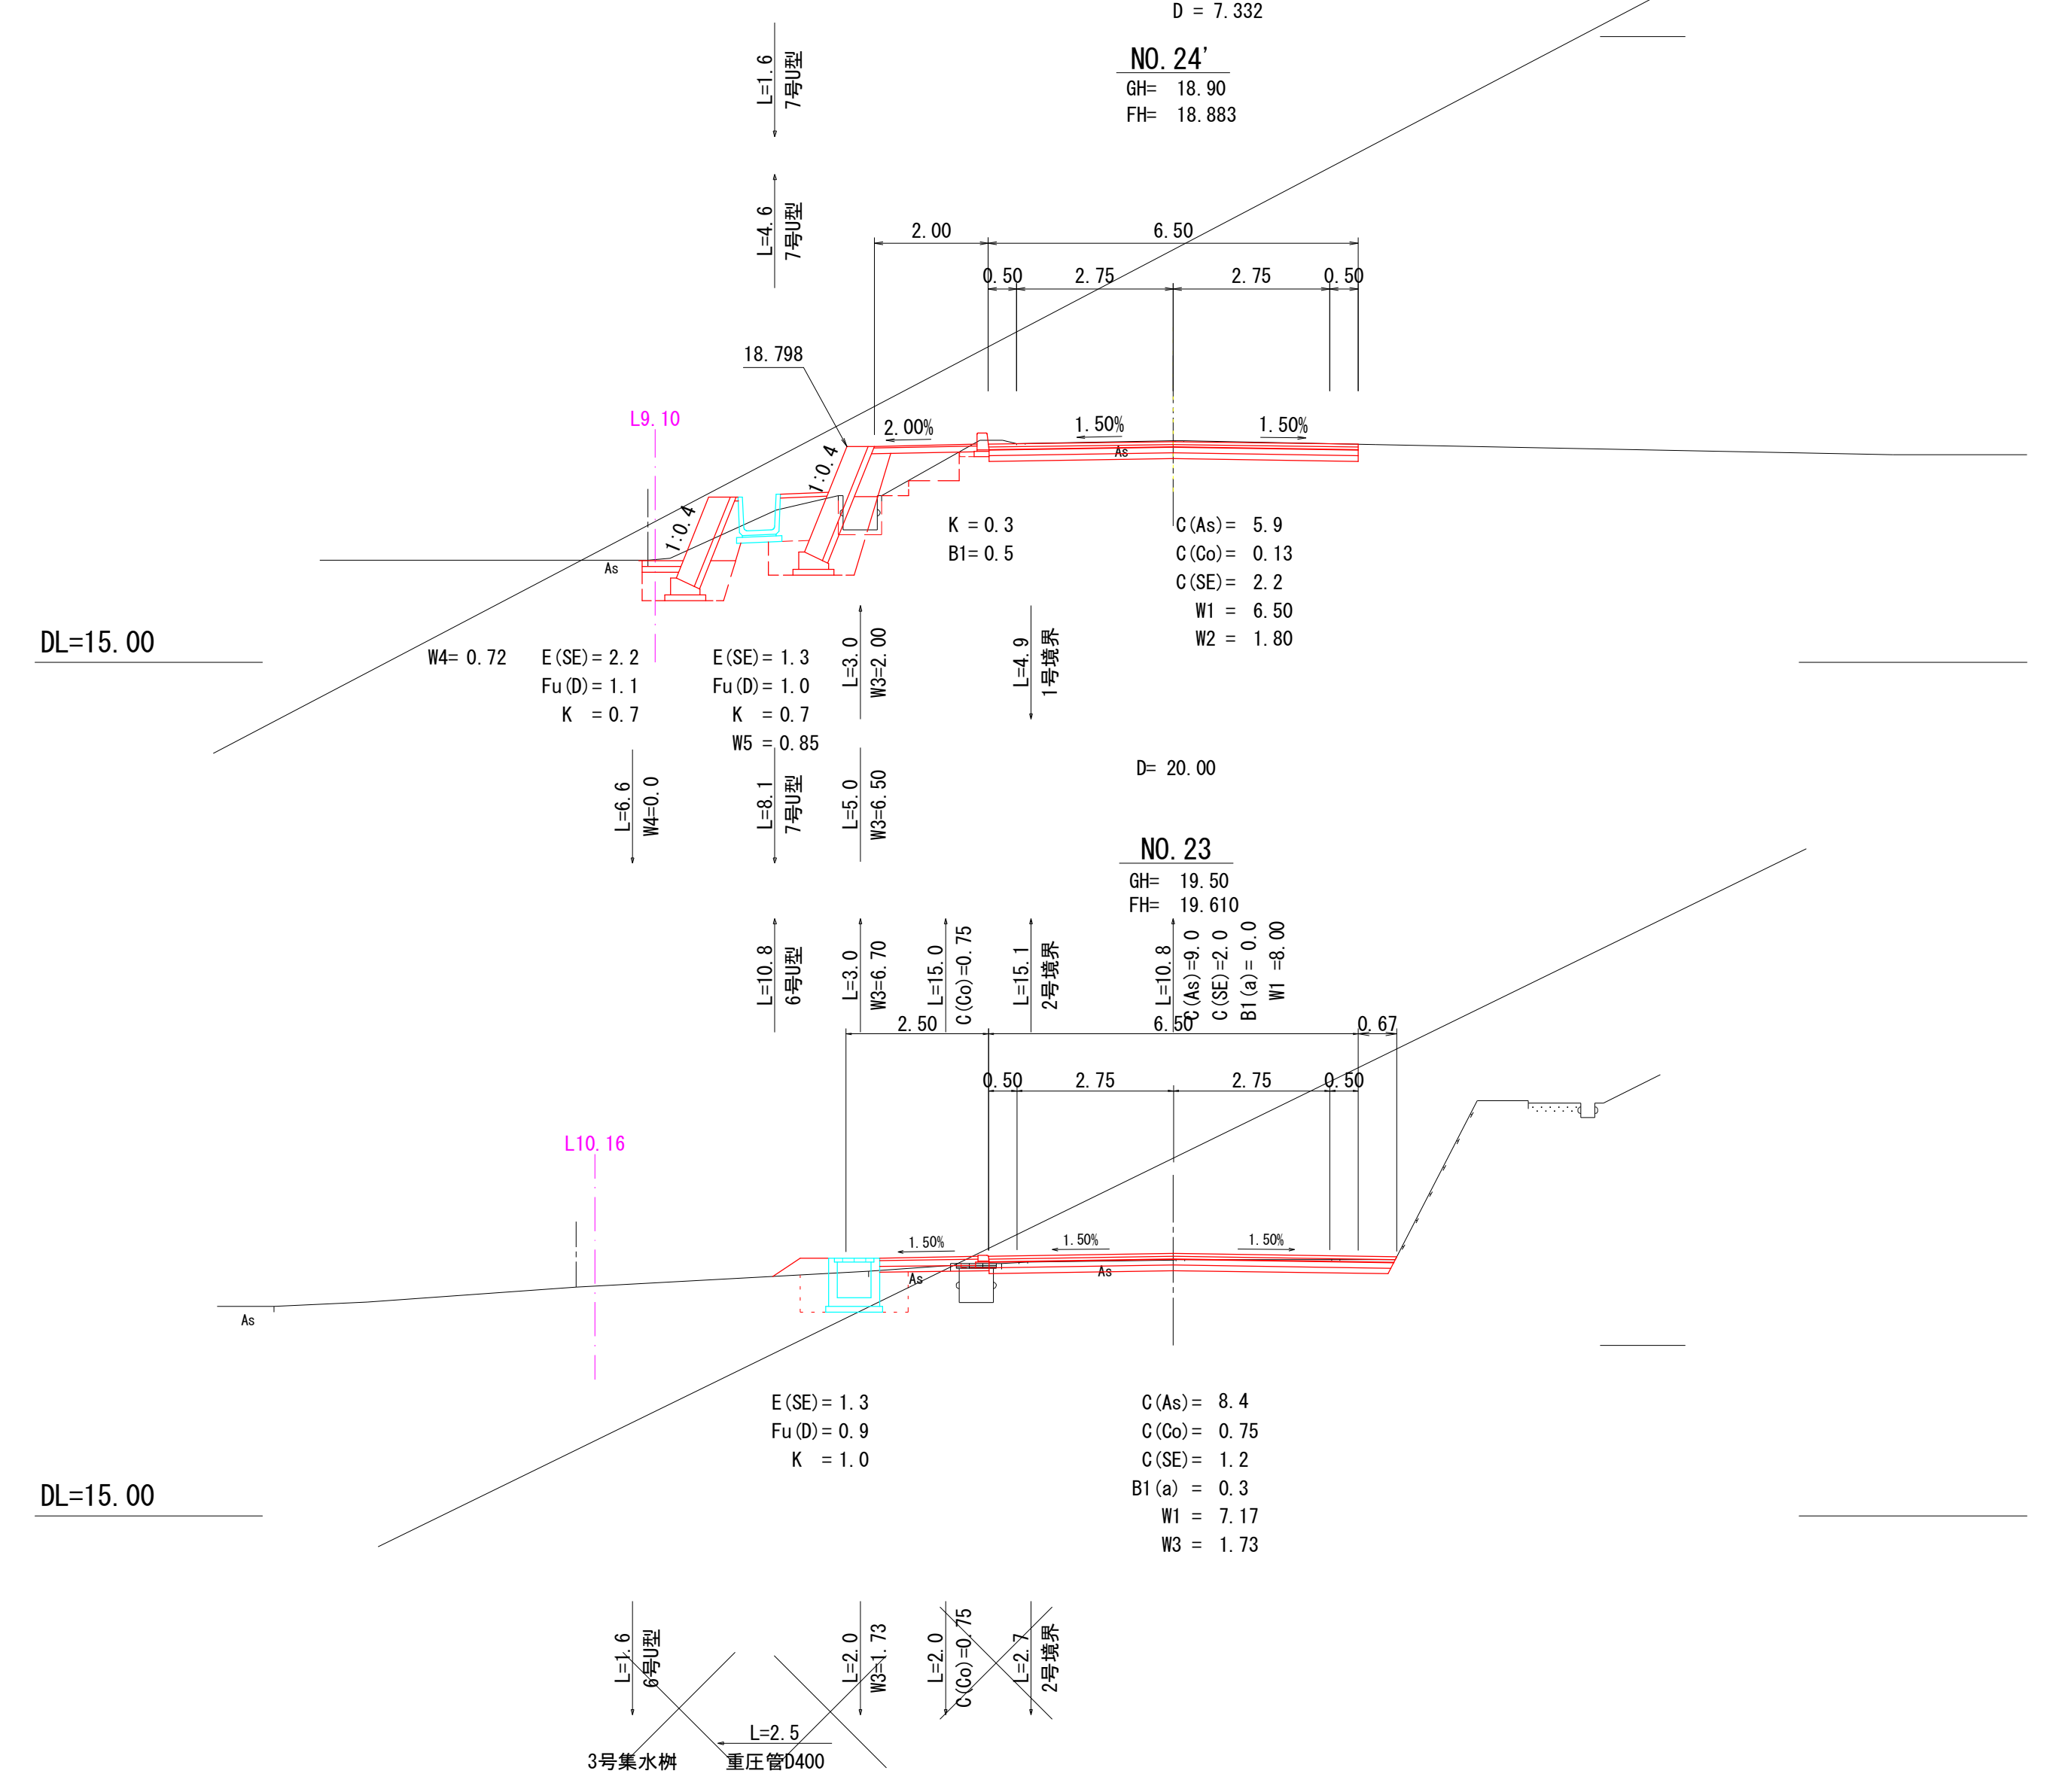 D = 7.332
NO.24'
GH= 18.90
FH= 18.883
L=1.6
7号U型
L=4.6
7号U型
2.00
6.50
0.50
2.75
2.75
0.50
18.798
L9.10
2.00%
1.50%
1.50%
1:0.4
1:0.4
As
As
K = 0.3
B1= 0.5
C(As)= 5.9
C(Co)= 0.13
C(SE)= 2.2
W1 = 6.50
W2 = 1.80
DL=15.00
W4= 0.72
E(SE)= 2.2
Fu(D)= 1.1
K = 0.7
E(SE)= 1.3
Fu(D)= 1.0
K = 0.7
W5 = 0.85
L=3.0
W3=2.00
L=4.9
1号境界
L=6.6
W4=0.0
L=8.1
7号U型
L=5.0
W3=6.50
D= 20.00
NO.23
GH= 19.50
FH= 19.610
L=10.8
6号U型
L=3.0
W3=6.70
L=15.0
C(Co)=0.75
L=15.1
2号境界
L=10.8
C(As)=9.0
C(SE)=2.0
B1(a)= 0.0
W1 =8.00
2.50
6.50
0.67
0.50
2.75
2.75
0.50
L10.16
1.50%
1.50%
1.50%
As
As
As
E(SE)= 1.3
Fu(D)= 0.9
K = 1.0
C(As)= 8.4
C(Co)= 0.75
C(SE)= 1.2
B1(a) = 0.3
W1 = 7.17
W3 = 1.73
DL=15.00
L=1.6
6号U型
L=2.0
W3=1.73
L=2.0
C(Co)=0.75
L=2.7
2号境界
L=2.5
3号集水桝
重圧管D400